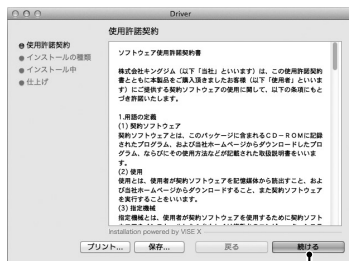 Driver
使用許諾契約
使用許諾契約
インストールの種類
インストール中
仕上げ
ソフトウェア使用許諾契約書
株式会社キングジム（以下「当社」といいます）は、この使用許諾契約
書とともに本製品をご購入頂きましたお客様（以下「使用者」といいま
す）にご提供する契約ソフトウェアの使用に関して、以下の条項にもと
づき許諾いたします。
1.用語の定義
(1) 契約ソフトウェア
契約ソフトウェアとは、このパッケージに含まれるＣＤ－ＲＯＭに記録
されたプログラム、および当社ホームページからダウンロードしたプロ
グラム、ならびにその使用方法などが記載された取扱説明書をいいま
す。
(2) 使用
使用とは、使用者が契約ソフトウェアを記憶媒体から読出すこと、およ
び当社ホームページからダウンロードすること、また契約ソフトウェア
を実行することをいいます。
(3) 指定機械
指定機械とは、使用者が契約ソフトウェアを使用するために契約ソフト
Installation powered by VISE X
プリント...
保存...
戻る
続ける